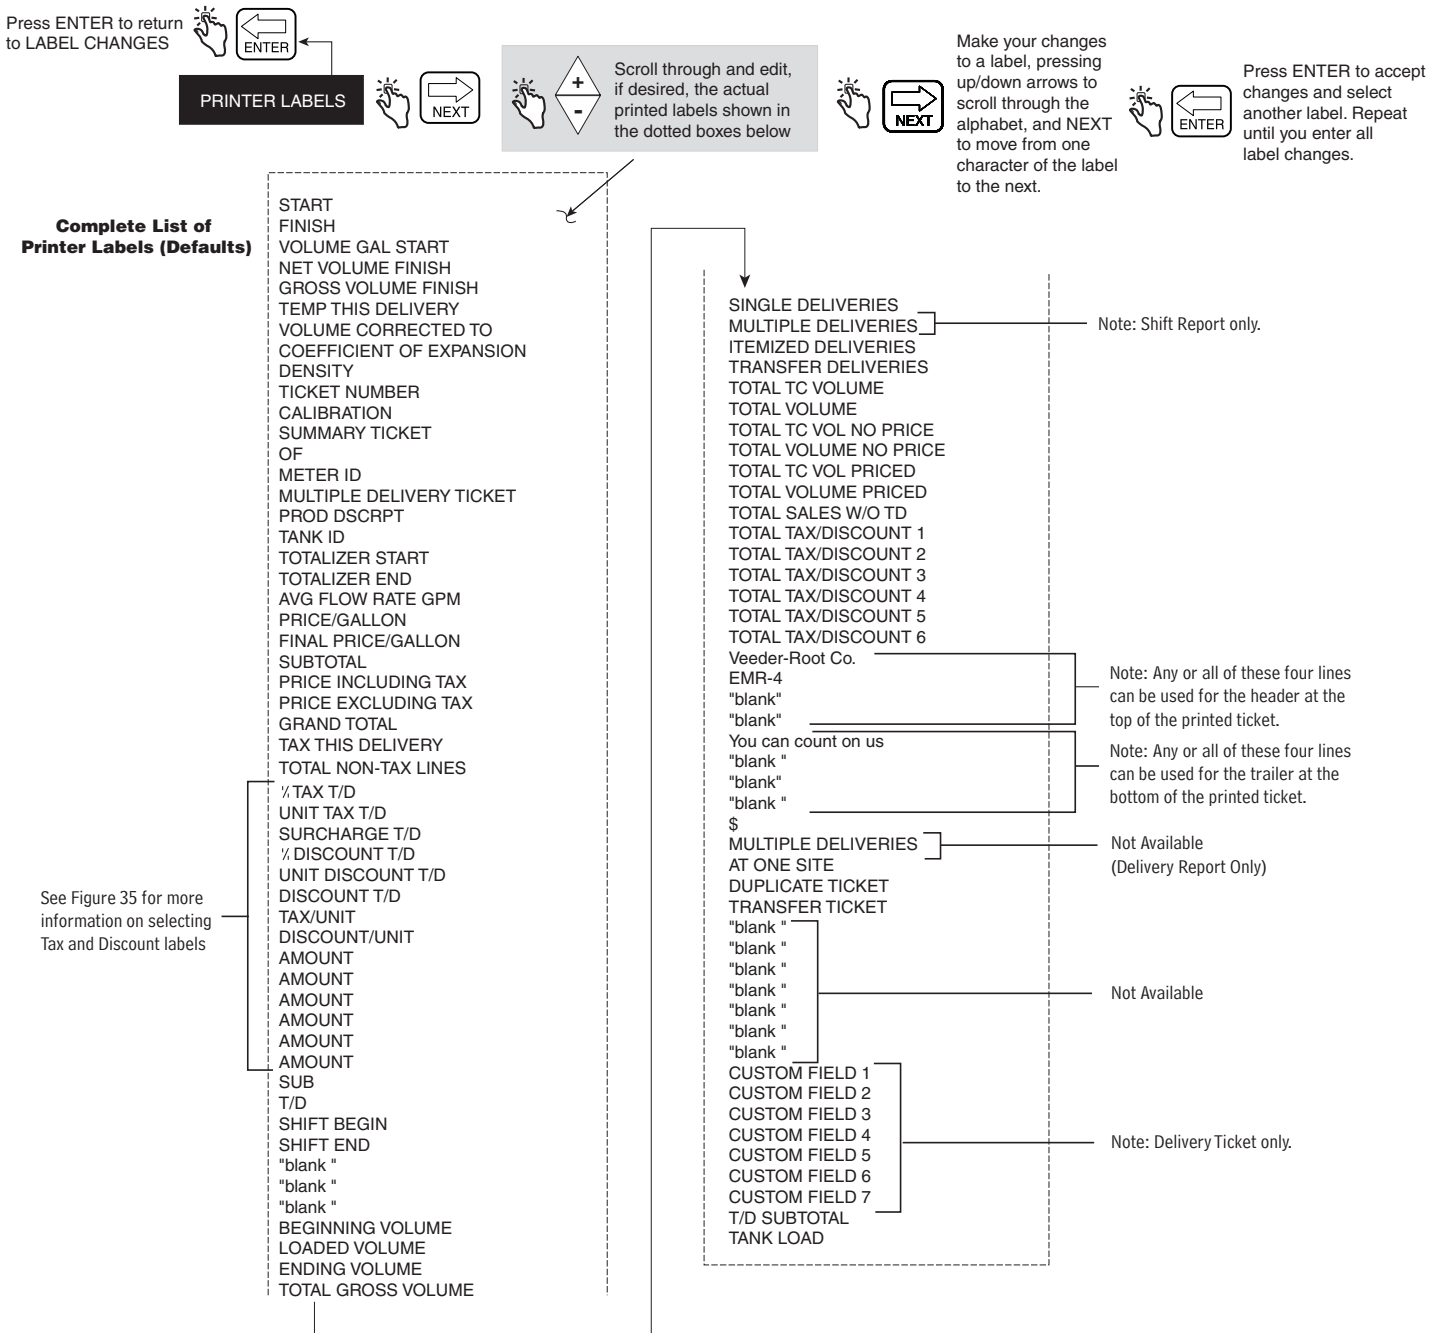 Press ENTER to return
to LABEL CHANGES
ENTER
PRINTER LABELS
NEXT
+
-
Scroll through and edit,
if desired, the actual
printed labels shown in
the dotted boxes below
NEXT
Make your changes
to a label, pressing
up/down arrows to
scroll through the
alphabet, and NEXT
to move from one
character of the label
to the next.
ENTER
Press ENTER to accept
changes and select
another label. Repeat
until you enter all
label changes.
Complete List of
Printer Labels (Defaults)
START
FINISH
VOLUME GAL START
NET VOLUME FINISH
GROSS VOLUME FINISH
TEMP THIS DELIVERY
VOLUME CORRECTED TO
COEFFICIENT OF EXPANSION
DENSITY
TICKET NUMBER
CALIBRATION
SUMMARY TICKET
OF
METER ID
MULTIPLE DELIVERY TICKET
PROD DSCRPT
TANK ID
TOTALIZER START
TOTALIZER END
AVG FLOW RATE GPM
PRICE/GALLON
FINAL PRICE/GALLON
SUBTOTAL
PRICE INCLUDING TAX
PRICE EXCLUDING TAX
GRAND TOTAL
TAX THIS DELIVERY
TOTAL NON-TAX LINES
% TAX T/D
UNIT TAX T/D
SURCHARGE T/D
% DISCOUNT T/D
UNIT DISCOUNT T/D
DISCOUNT T/D
TAX/UNIT
DISCOUNT/UNIT
AMOUNT
AMOUNT
AMOUNT
AMOUNT
AMOUNT
AMOUNT
SUB
T/D
SHIFT BEGIN
SHIFT END
"blank "
"blank "
"blank "
BEGINNING VOLUME
LOADED VOLUME
ENDING VOLUME
TOTAL GROSS VOLUME
See Figure 35 for more
information on selecting
Tax and Discount labels
SINGLE DELIVERIES
MULTIPLE DELIVERIES
ITEMIZED DELIVERIES
TRANSFER DELIVERIES
TOTAL TC VOLUME
TOTAL VOLUME
TOTAL TC VOL NO PRICE
TOTAL VOLUME NO PRICE
TOTAL TC VOL PRICED
TOTAL VOLUME PRICED
TOTAL SALES W/O TD
TOTAL TAX/DISCOUNT 1
TOTAL TAX/DISCOUNT 2
TOTAL TAX/DISCOUNT 3
TOTAL TAX/DISCOUNT 4
TOTAL TAX/DISCOUNT 5
TOTAL TAX/DISCOUNT 6
Veeder-Root Co.
EMR-4
"blank"
"blank"
You can count on us
"blank "
"blank"
"blank "
$
MULTIPLE DELIVERIES
AT ONE SITE
DUPLICATE TICKET
TRANSFER TICKET
"blank "
"blank "
"blank "
"blank "
"blank "
"blank "
"blank "
CUSTOM FIELD 1
CUSTOM FIELD 2
CUSTOM FIELD 3
CUSTOM FIELD 4
CUSTOM FIELD 5
CUSTOM FIELD 6
CUSTOM FIELD 7
T/D SUBTOTAL
TANK LOAD
Note: Shift Report only.
Note: Any or all of these four lines
can be used for the header at the
top of the printed ticket.
Note: Any or all of these four lines
can be used for the trailer at the
bottom of the printed ticket.
Not Available
(Delivery Report Only)
Not Available
Note: Delivery Ticket only.